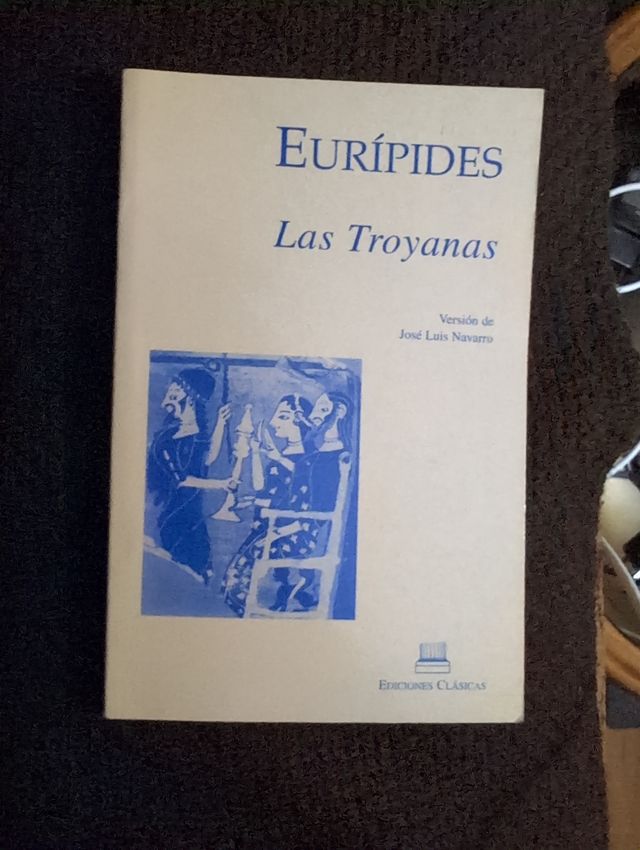 EURÍPIDES
Las Troyanas
Versión de
José Luis Navarro
EDICIONES CLÁSICAS